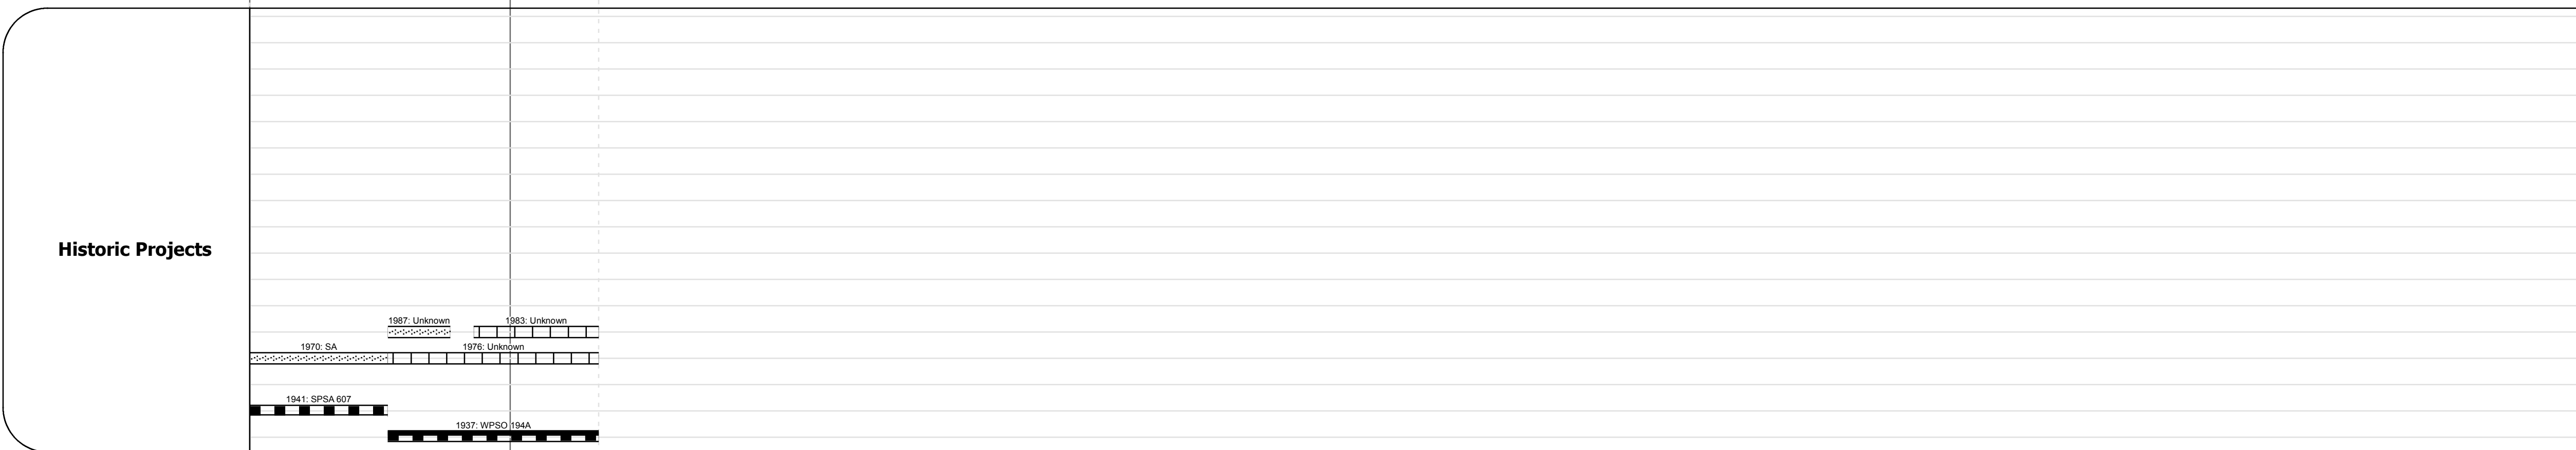 1987: Unknown
1983: Unknown
1970: SA
1976: Unknown
Historic Projects
1941: SPSA 607
1937: WPSO 194A